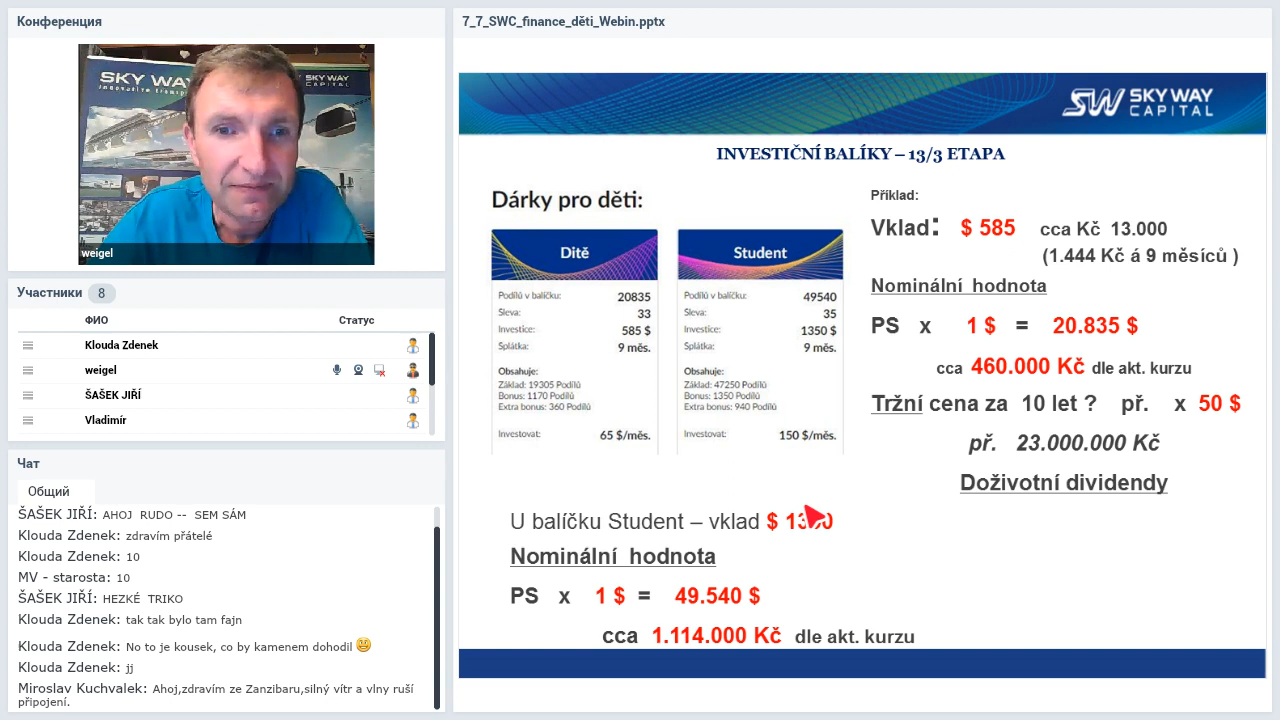 Конференция
SKY WAY
innovative transp
SKY WAY
CAPITAL
weigel
Участники 8
ФИО Статус
Klouda Zdenek
weigel
ŠAŠEK JIŘÍ
Vladimír
Чат
Общий
ŠAŠEK JIŘÍ: AHOJ RUDO -- SEM SÁM
Klouda Zdenek: zdravím přátelé
Klouda Zdenek: 10
MV - starosta: 10
ŠAŠEK JIŘÍ: HEZKÉ TRIKO
Klouda Zdenek: tak tak bylo tam fajn
Klouda Zdenek: No to je kousek, co by kamenem dohodil
Klouda Zdenek: jj
Miroslav Kuchvalek: Ahoj,zdravím ze Zanzibaru,silný vítr a vlny ruší
připojení.
7_7_SWC_finance_děti_Webin.pptx
SW SKY WAY
CAPITAL
INVESTIČNÍ BALÍKY – 13/3 ETAPA
Dárky pro děti:
Dítě
Podílů v balíčku: 20835
Sleva: 33
Investice: 585 $
Splátka: 9 měs.
Obsahuje:
Základ: 19305 Podílů
Bonus: 1170 Podílů
Extra bonus: 360 Podílů
Investovat: 65 $/měs.
Student
Podílů v balíčku: 49540
Sleva: 35
Investice: 1350 $
Splátka: 9 měs.
Obsahuje:
Základ: 47250 Podílů
Bonus: 1350 Podílů
Extra bonus: 940 Podílů
Investovat: 150 $/měs.
Příklad:
Vklad: $ 585 cca Kč 13.000
(1.444 Kč á 9 měsíců )
Nominální hodnota
PS x 1 $ = 20.835 $
cca 460.000 Kč dle akt. kurzu
Tržní cena za 10 let ? př. x 50 $
př. 23.000.000 Kč
Doživotní dividendy
U balíčku Student – vklad $
Nominální hodnota
PS x 1 $ = 49.540 $
cca 1.114.000 Kč dle akt. kurzu